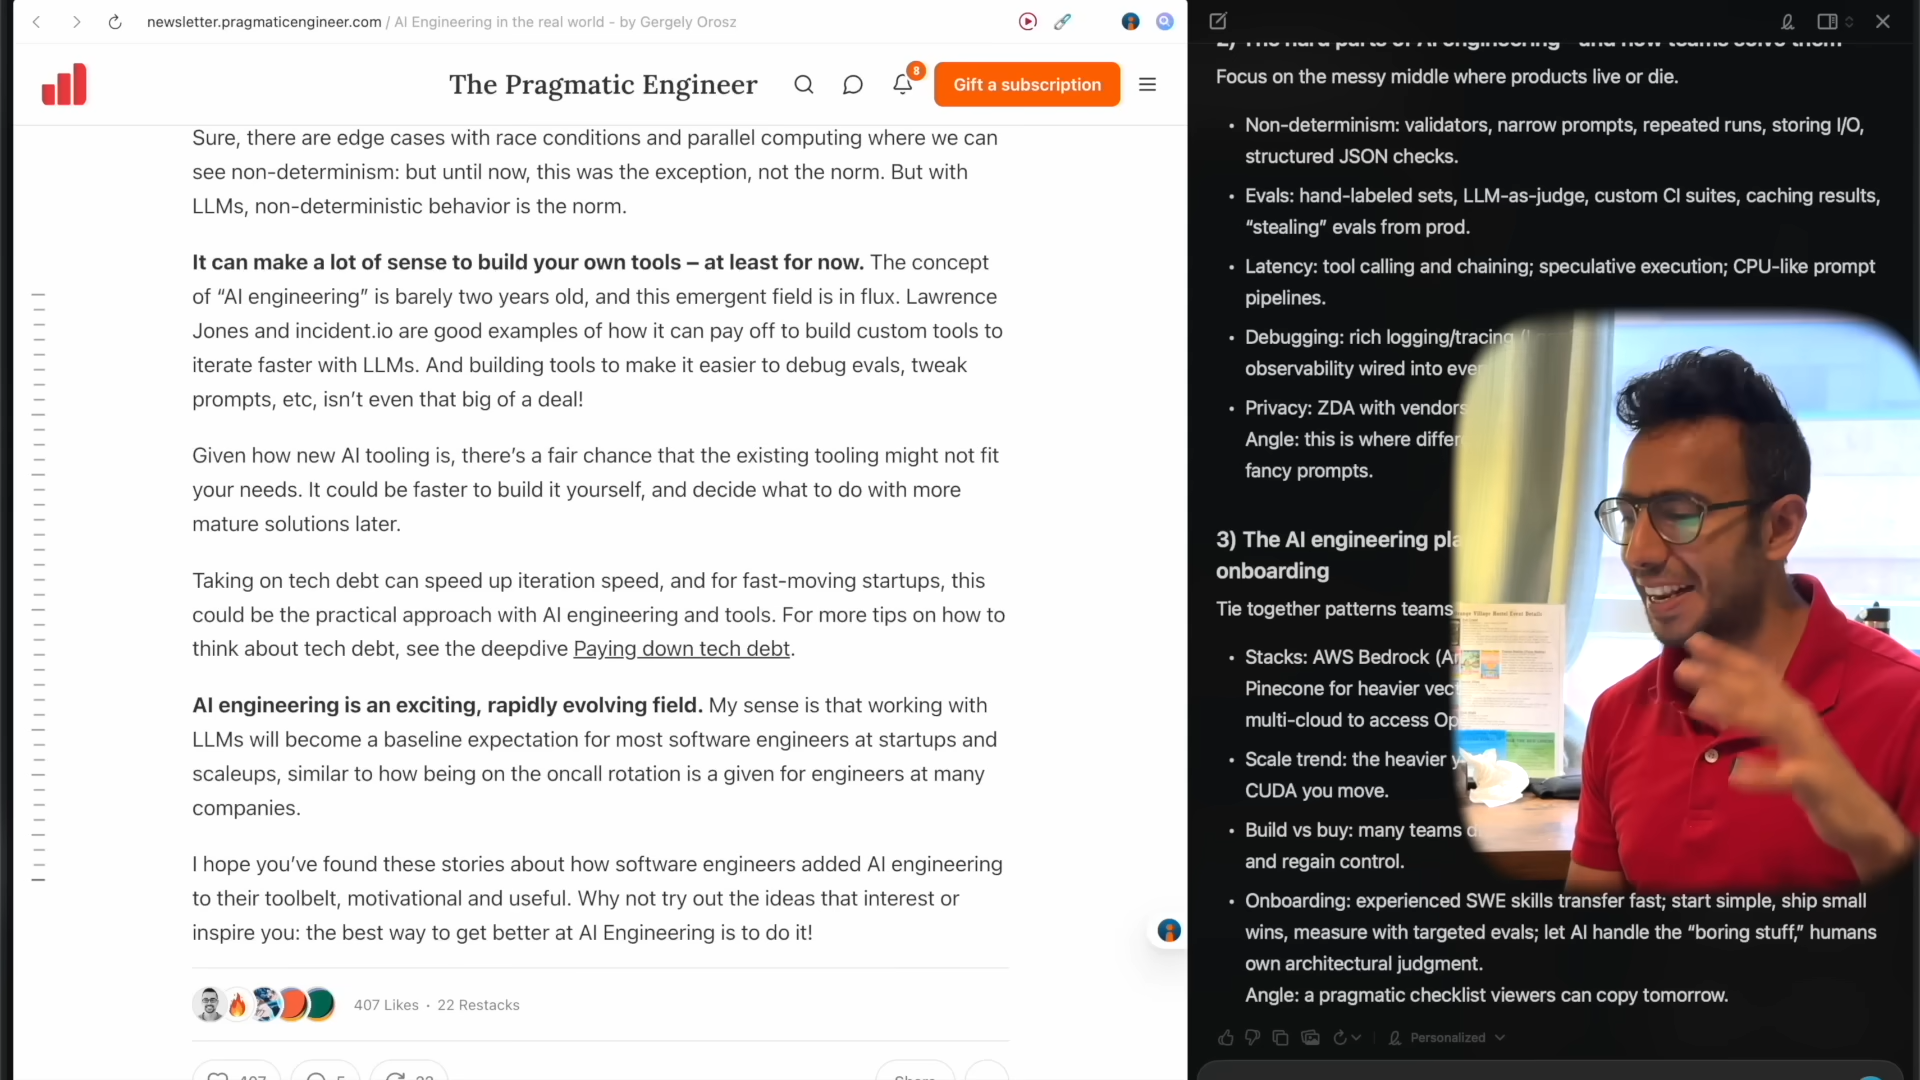 newsletter.pragmaticengineer.com / AI Engineering in the real world - by Gergely Orosz
The Pragmatic Engineer
8
Gift a subscription
Sure, there are edge cases with race conditions and parallel computing where we can
see non-determinism: but until now, this was the exception, not the norm. But with
LLMs, non-deterministic behavior is the norm.
It can make a lot of sense to build your own tools – at least for now. The concept
of “AI engineering” is barely two years old, and this emergent field is in flux. Lawrence
Jones and incident.io are good examples of how it can pay off to build custom tools to
iterate faster with LLMs. And building tools to make it easier to debug evals, tweak
prompts, etc, isn’t even that big of a deal!
Given how new AI tooling is, there’s a fair chance that the existing tooling might not fit
your needs. It could be faster to build it yourself, and decide what to do with more
mature solutions later.
Taking on tech debt can speed up iteration speed, and for fast-moving startups, this
could be the practical approach with AI engineering and tools. For more tips on how to
think about tech debt, see the deepdive Paying down tech debt.
AI engineering is an exciting, rapidly evolving field. My sense is that working with
LLMs will become a baseline expectation for most software engineers at startups and
scaleups, similar to how being on the oncall rotation is a given for engineers at many
companies.
I hope you’ve found these stories about how software engineers added AI engineering
to their toolbelt, motivational and useful. Why not try out the ideas that interest or
inspire you: the best way to get better at AI Engineering is to do it!
407 Likes · 22 Restacks
2) The hard parts of AI engineering—and how teams solve them
Focus on the messy middle where products live or die.
• Non-determinism: validators, narrow prompts, repeated runs, storing I/O,
structured JSON checks.
• Evals: hand-labeled sets, LLM-as-judge, custom CI suites, caching results,
“stealing” evals from prod.
• Latency: tool calling and chaining; speculative execution; CPU-like prompt
pipelines.
• Debugging: rich logging/tracing
observability wired into
• Privacy: ZDA with vendors
Angle: this is where
fancy prompts.
3) The AI engineering
onboarding
Tie together patterns teams
• Stacks: AWS Bedrock
Pinecone for heavier
multi-cloud to access
• Scale trend: the heavier
CUDA you move.
• Build vs buy: many teams
and regain control.
• Onboarding: experienced SWE skills transfer fast; start simple, ship small
wins, measure with targeted evals; let AI handle the “boring stuff,” humans
own architectural judgment.
Angle: a pragmatic checklist viewers can copy tomorrow.
Personalized